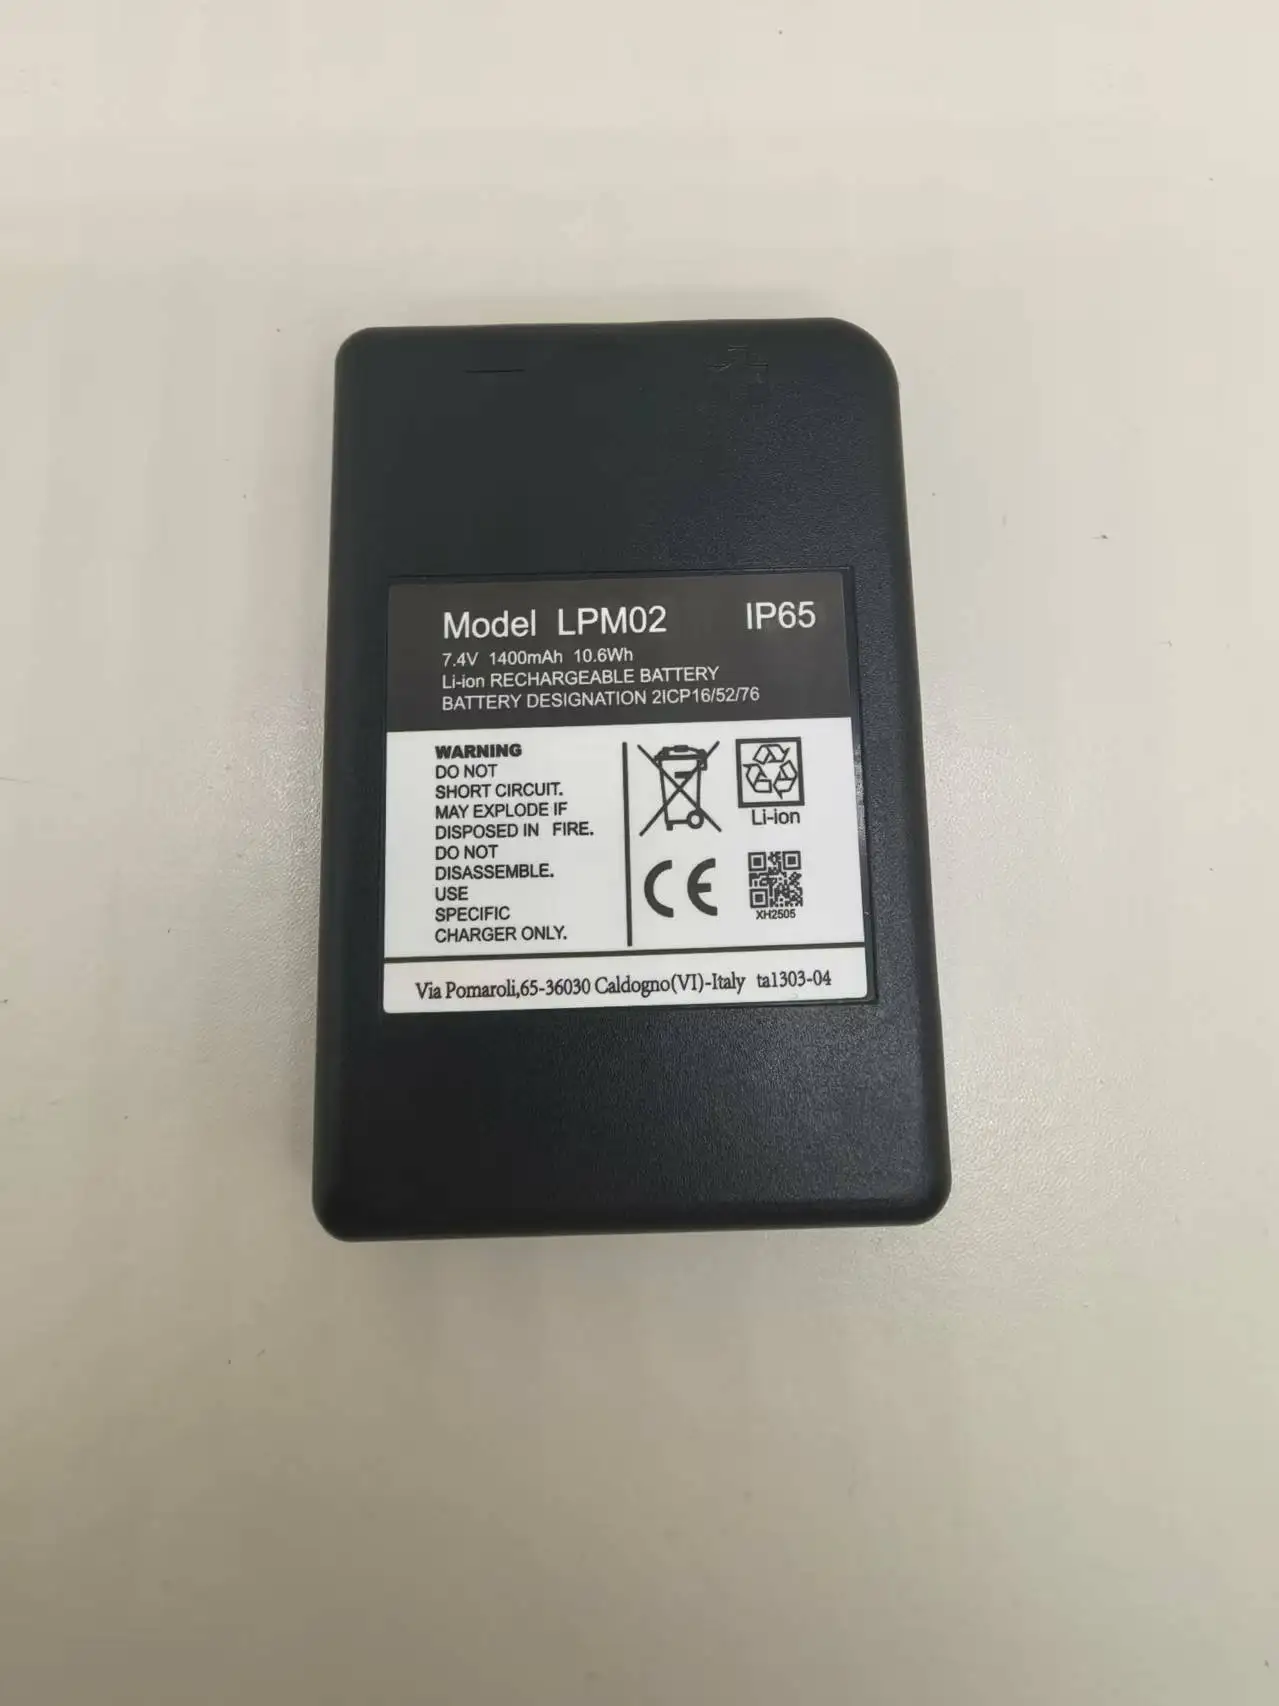 Model LPM02 IP65
7.4V 1400mAh 10.6Wh
Li-ion RECHARGEABLE BATTERY
BATTERY DESIGNATION 2ICP16/52/76
WARNING
DO NOT
SHORT CIRCUIT.
MAY EXPLODE IF
DISPOSED IN FIRE.
DO NOT
DISASSEMBLE.
USE
SPECIFIC
CHARGER ONLY.
Li-ion
CE
XH2505
Via Pomaroli,65-36030 Caldogno(VI)-Italy ta1303-04